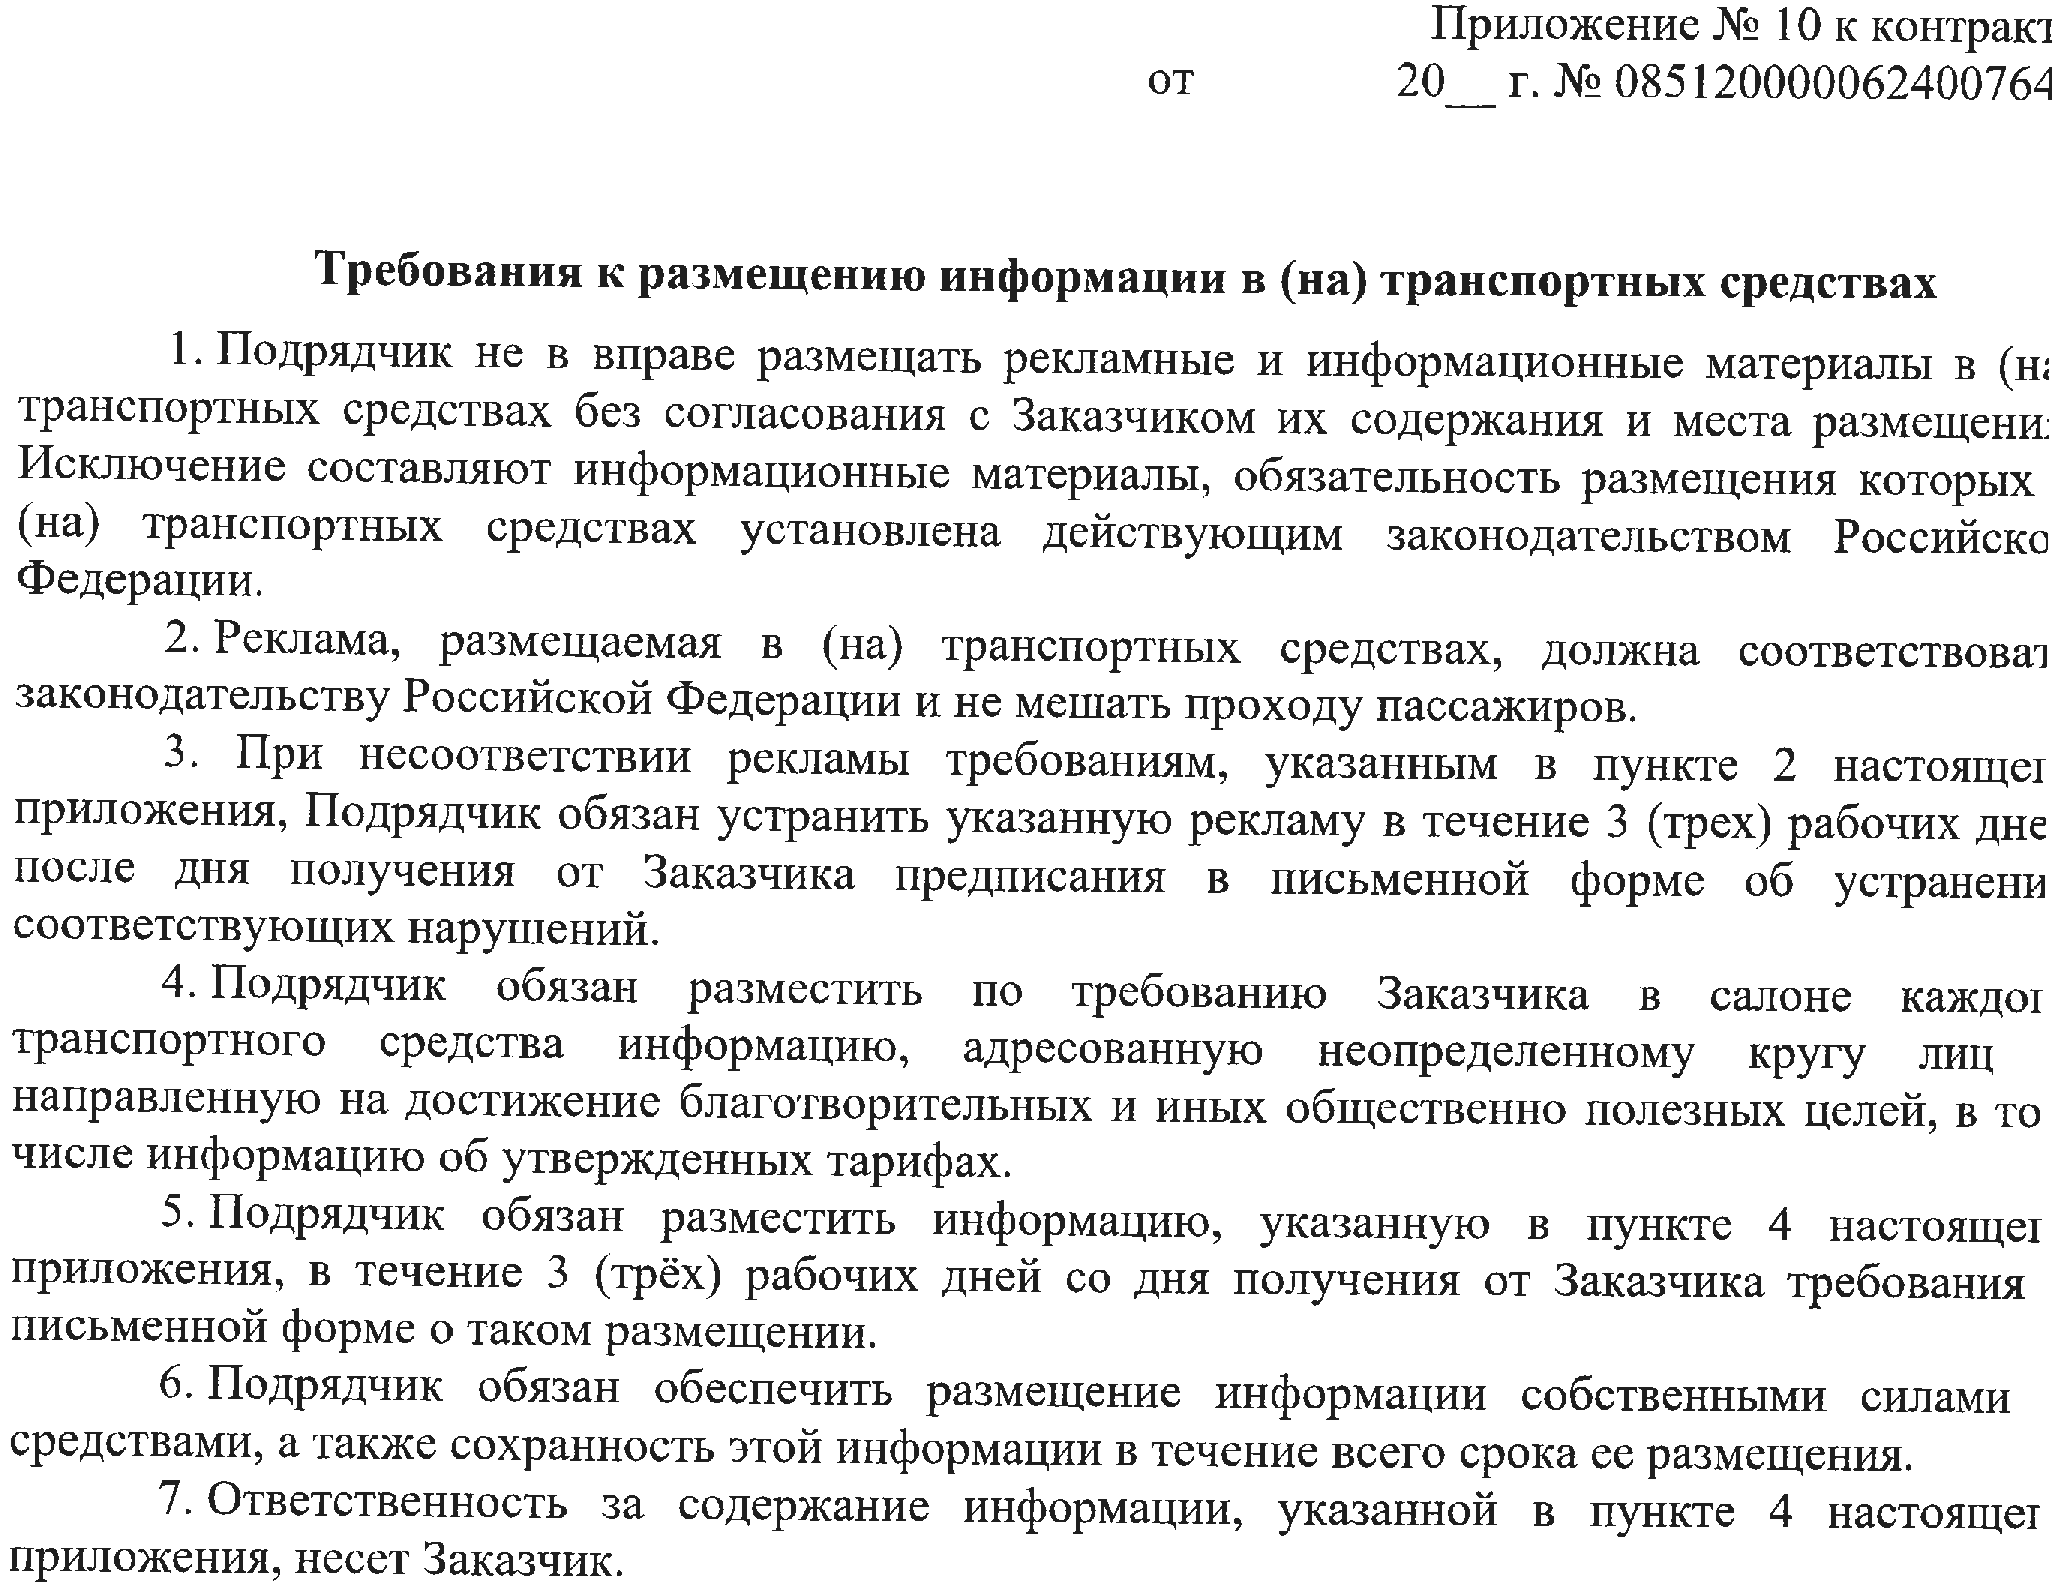 Приложение № 10 к контракт
от 20__ г. № 085120000062400764
Требования к размещению информации в (на) транспортных средствах
1. Подрядчик не в вправе размещать рекламные и информационные материалы в (на
транспортных средствах без согласования с Заказчиком их содержания и места размещения
Исключение составляют информационные материалы, обязательность размещения которых
(на) транспортных средствах установлена действующим законодательством Российско
Федерации.
2. Реклама, размещаемая в (на) транспортных средствах, должна соответствоват
законодательству Российской Федерации и не мешать проходу пассажиров.
3. При несоответствии рекламы требованиям, указанным в пункте 2 настоящег
приложения, Подрядчик обязан устранить указанную рекламу в течение 3 (трех) рабочих дне
после дня получения от Заказчика предписания в письменной форме об устранени
соответствующих нарушений.
4. Подрядчик обязан разместить по требованию Заказчика в салоне каждог
транспортного средства информацию, адресованную неопределенному кругу лиц
направленную на достижение благотворительных и иных общественно полезных целей, в то
числе информацию об утвержденных тарифах.
5. Подрядчик обязан разместить информацию, указанную в пункте 4 настоящег
приложения, в течение 3 (трёх) рабочих дней со дня получения от Заказчика требования
письменной форме о таком размещении.
6. Подрядчик обязан обеспечить размещение информации собственными силами
средствами, а также сохранность этой информации в течение всего срока ее размещения.
7. Ответственность за содержание информации, указанной в пункте 4 настоящег
приложения, несет Заказчик.